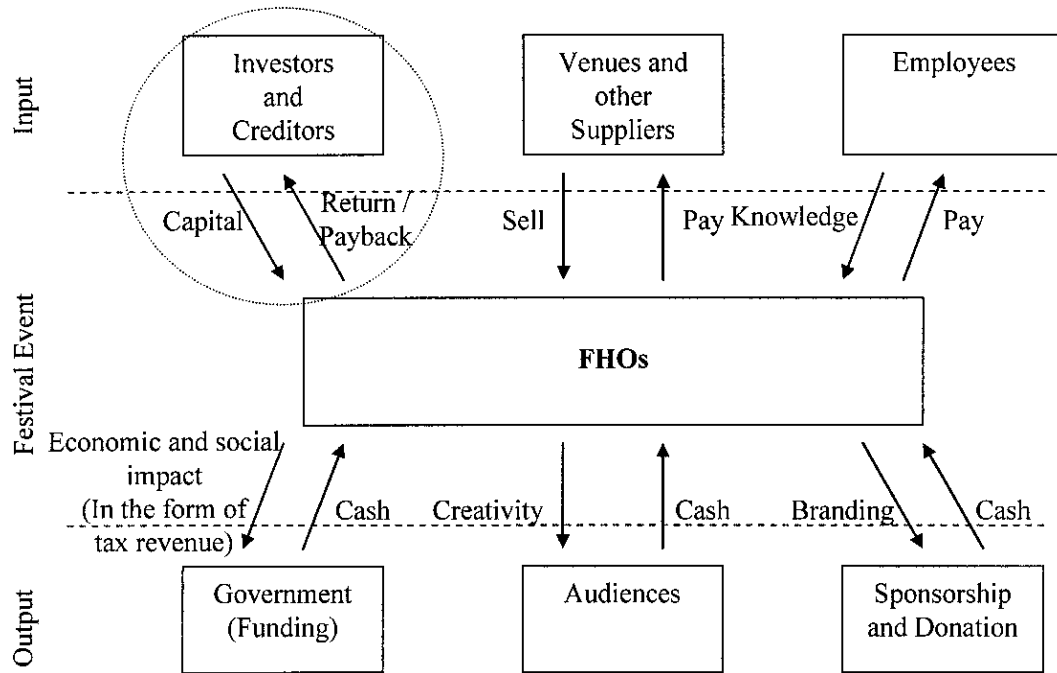 Input
Investors
and
Creditors
Venues and
other
Suppliers
Employees
Capital
Return /
Payback
Sell
Pay
Knowledge
Pay
Festival Event
FHOs
Economic and social
impact
(In the form of
tax revenue)
Cash
Creativity
Cash
Branding
Cash
Output
Government
(Funding)
Audiences
Sponsorship
and Donation